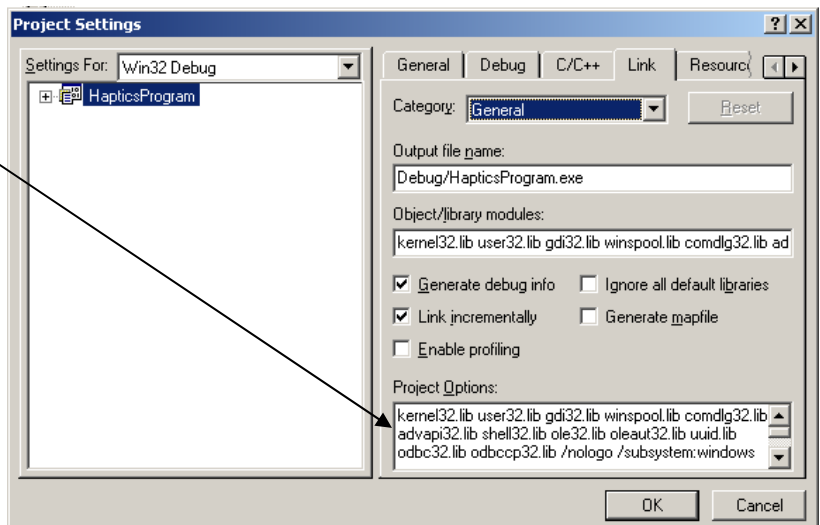 Project Settings
Settings For: Win32 Debug
HapticsProgram
General Debug C/C++ Link
Category: General Reset
Output file name:
Debug/HapticsProgram.exe
Object/library modules:
kernel32.lib user32.lib gdi32.lib winspool.lib comdlg32.lib ad
Generate debug info Ignore all default libraries
Link incrementally Generate mapfile
Enable profiling
Project Options:
kernel32.lib user32.lib gdi32.lib winspool.lib comdlg32.lib
advapi32.lib shell32.lib ole32.lib oleaut32.lib uuid.lib
odbc32.lib odbccp32.lib /nologo /subsystem:windows
OK Cancel